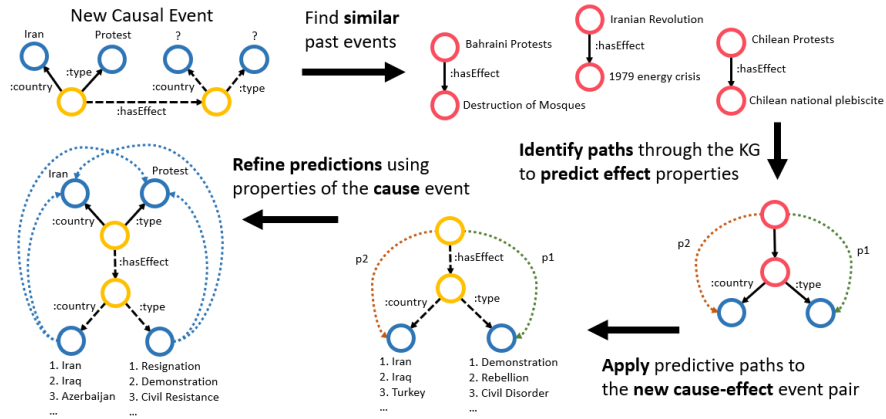 New Causal Event
Iran
Protest
?
?
:country
:type
:country
:type
:hasEffect
Find similar
past events
Bahraini Protests
:hasEffect
Destruction of Mosques
Iranian Revolution
:hasEffect
1979 energy crisis
Chilean Protests
:hasEffect
Chilean national plebiscite
Identify paths through the KG
to predict effect properties
p2
p1
:country
:type
Apply predictive paths to
the new cause-effect event pair
p2
p1
:hasEffect
:country
:type
1. Iran
2. Iraq
3. Turkey
...
1. Demonstration
2. Rebellion
3. Civil Disorder
...
Refine predictions using
properties of the cause event
Iran
Protest
:country
:type
:hasEffect
:country
:type
1. Iran
2. Iraq
3. Azerbaijan
...
1. Resignation
2. Demonstration
3. Civil Resistance
...